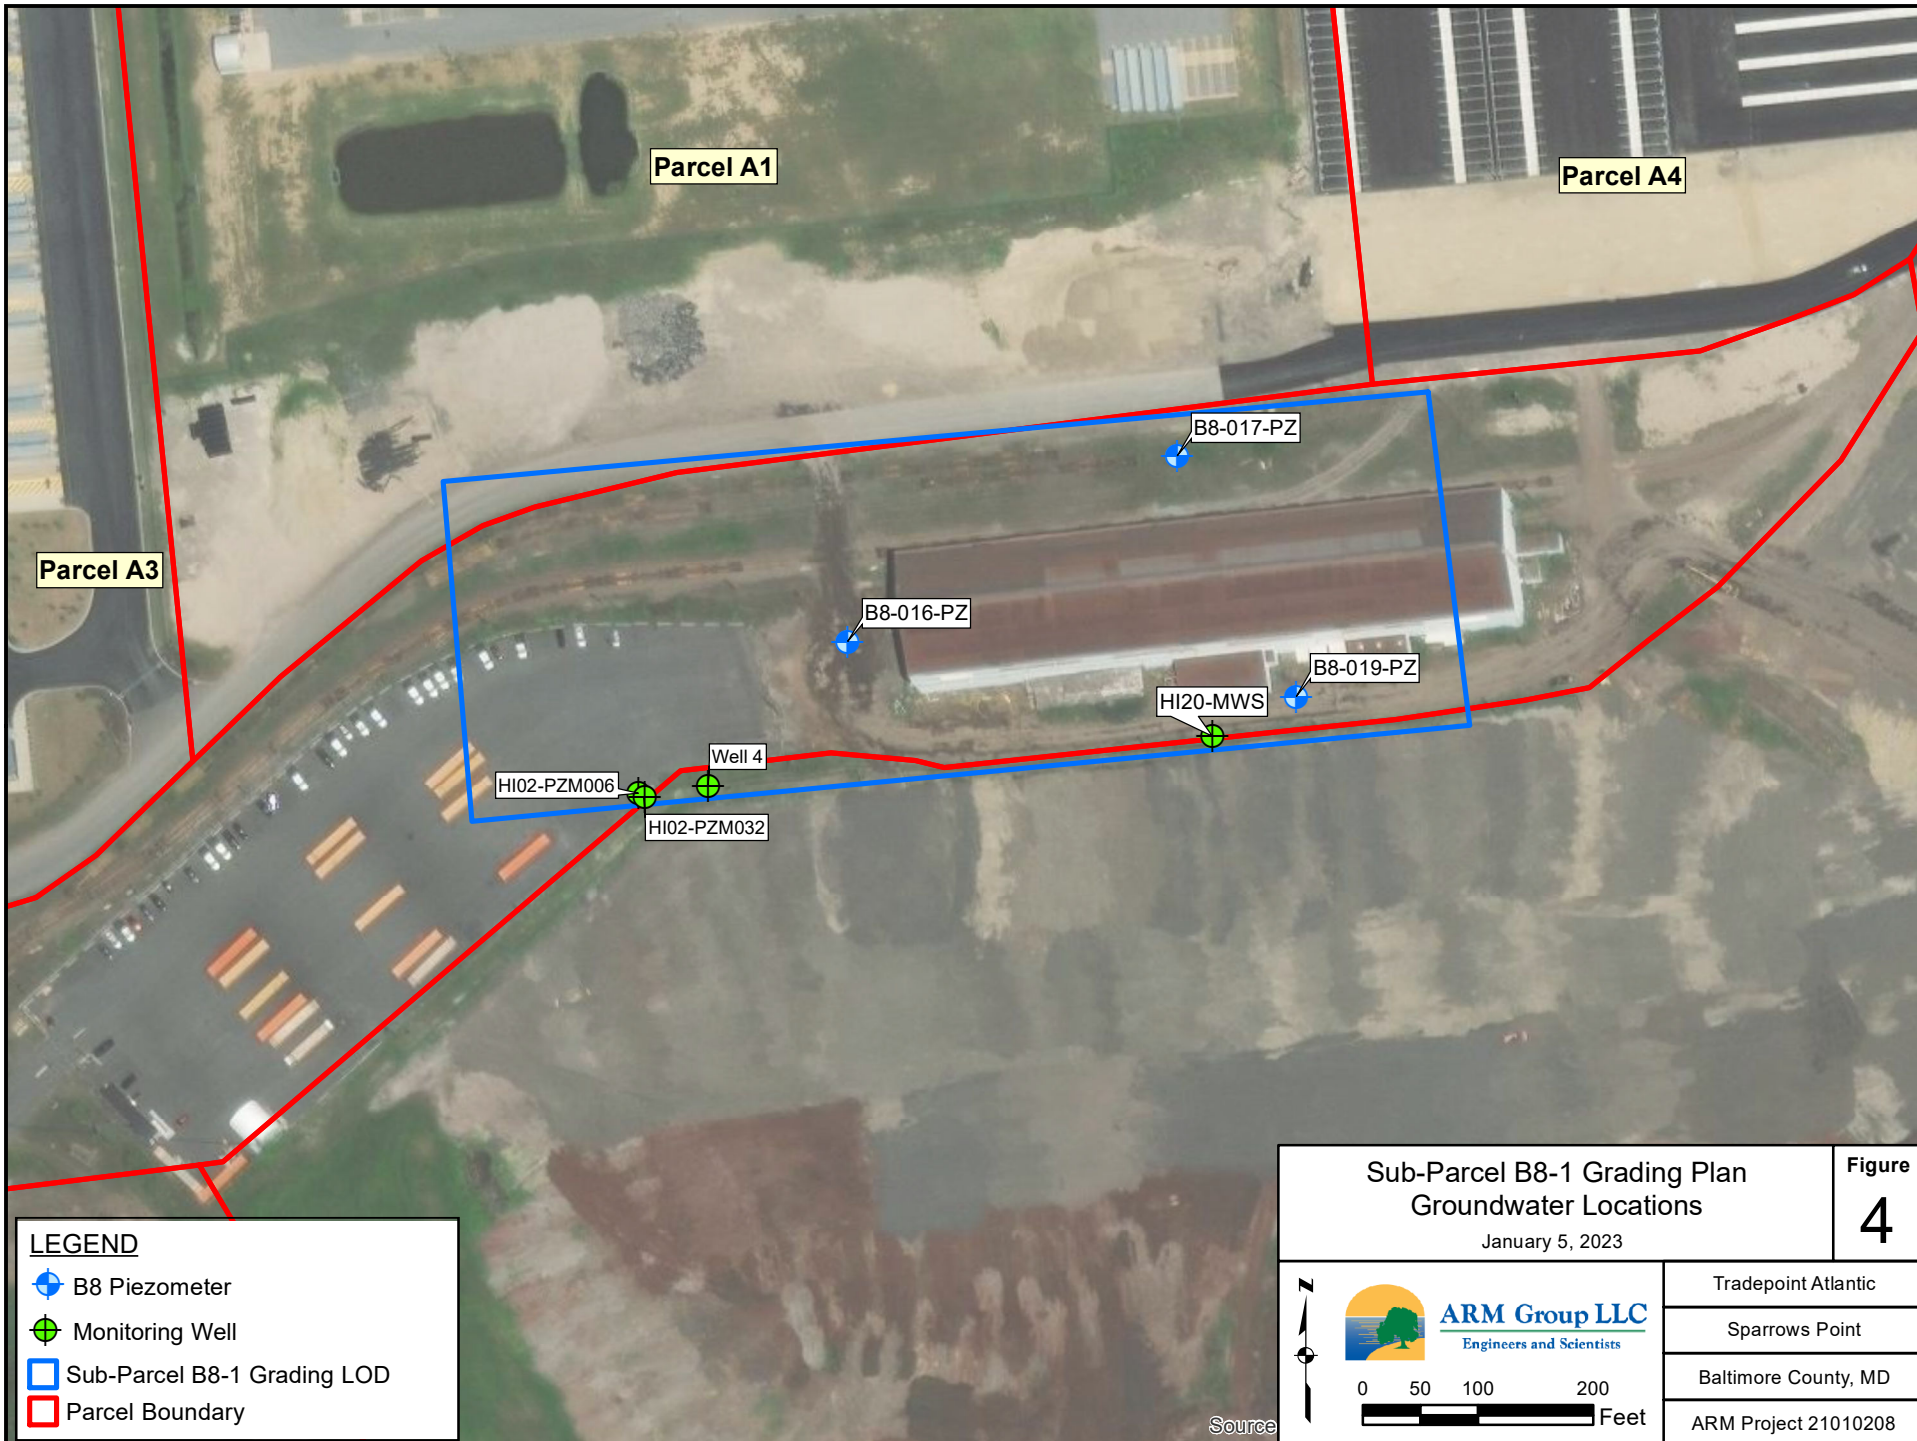 Parcel A1
Parcel A4
Parcel A3
B8-017-PZ
B8-016-PZ
B8-019-PZ
HI20-MWS
Well 4
HI02-PZM006
HI02-PZM032
LEGEND
B8 Piezometer
Monitoring Well
Sub-Parcel B8-1 Grading LOD
Parcel Boundary
Source
Sub-Parcel B8-1 Grading Plan
Groundwater Locations
January 5, 2023
Figure
4
N
ARM Group LLC
Engineers and Scientists
0 50 100 200
Feet
Tradepoint Atlantic
Sparrows Point
Baltimore County, MD
ARM Project 21010208